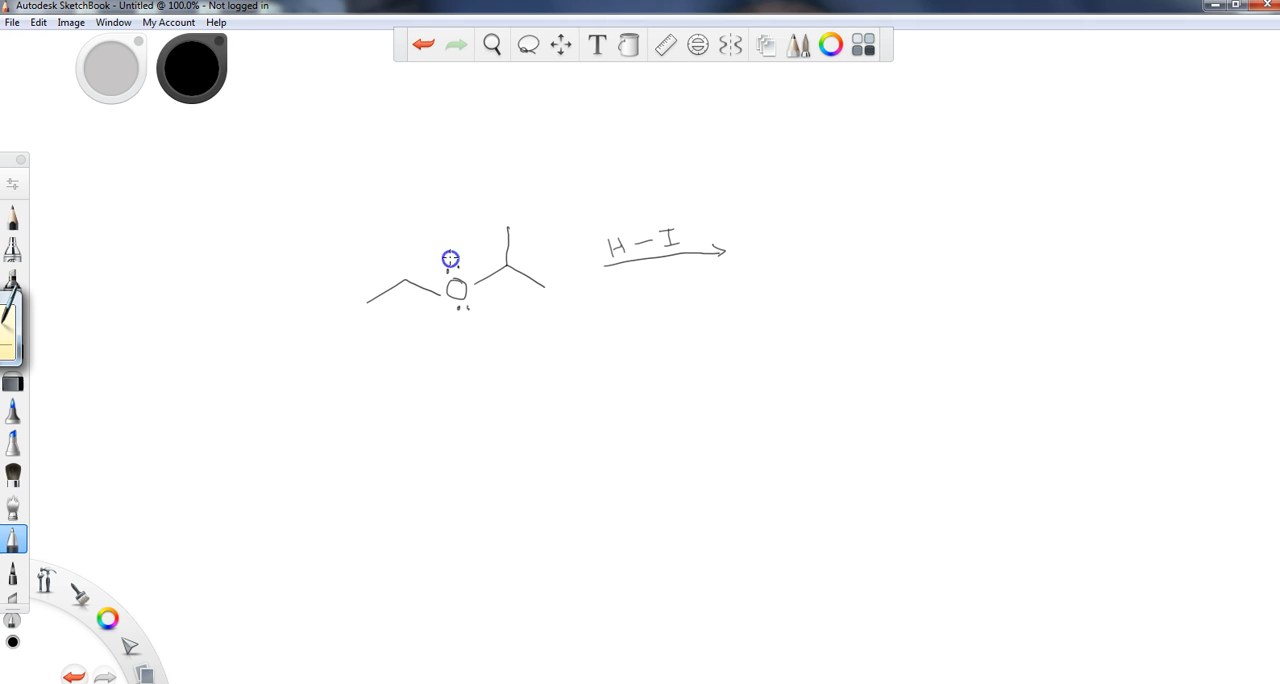 Autodesk SketchBook - Untitled @ 100.0% - Not logged in
File Edit Image Window My Account Help
T
H - I
O